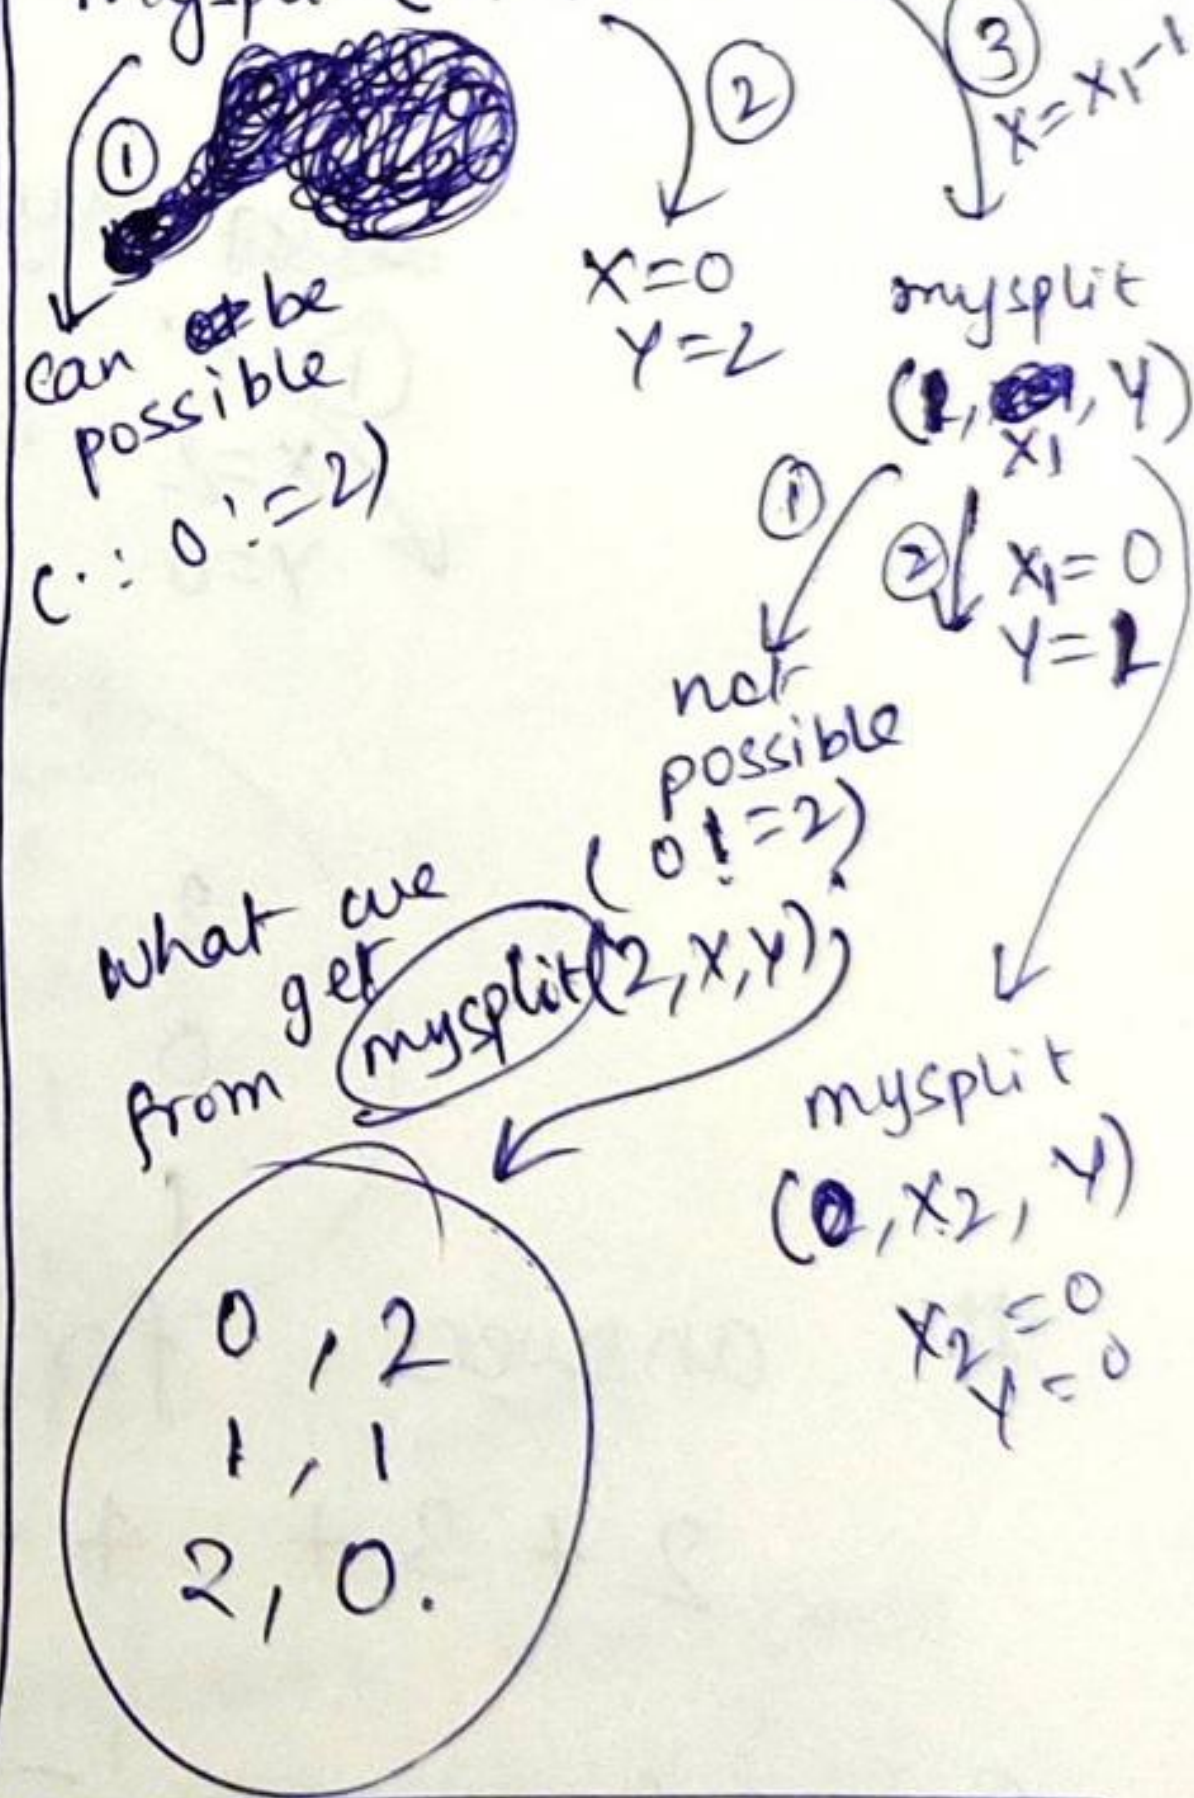 ①
②
③
X=X1-1
can be
possible
(∵ 0 != 2)
X=0
Y=2
mysplit
(1, X1, Y)
①
②
X1=0
Y=1
not
possible
(0 != 2)
what are
get
from mysplit(2,X,Y);
mysplit
(0, X2, Y)
X2=0
Y=0
0, 2
1, 1
2, 0.